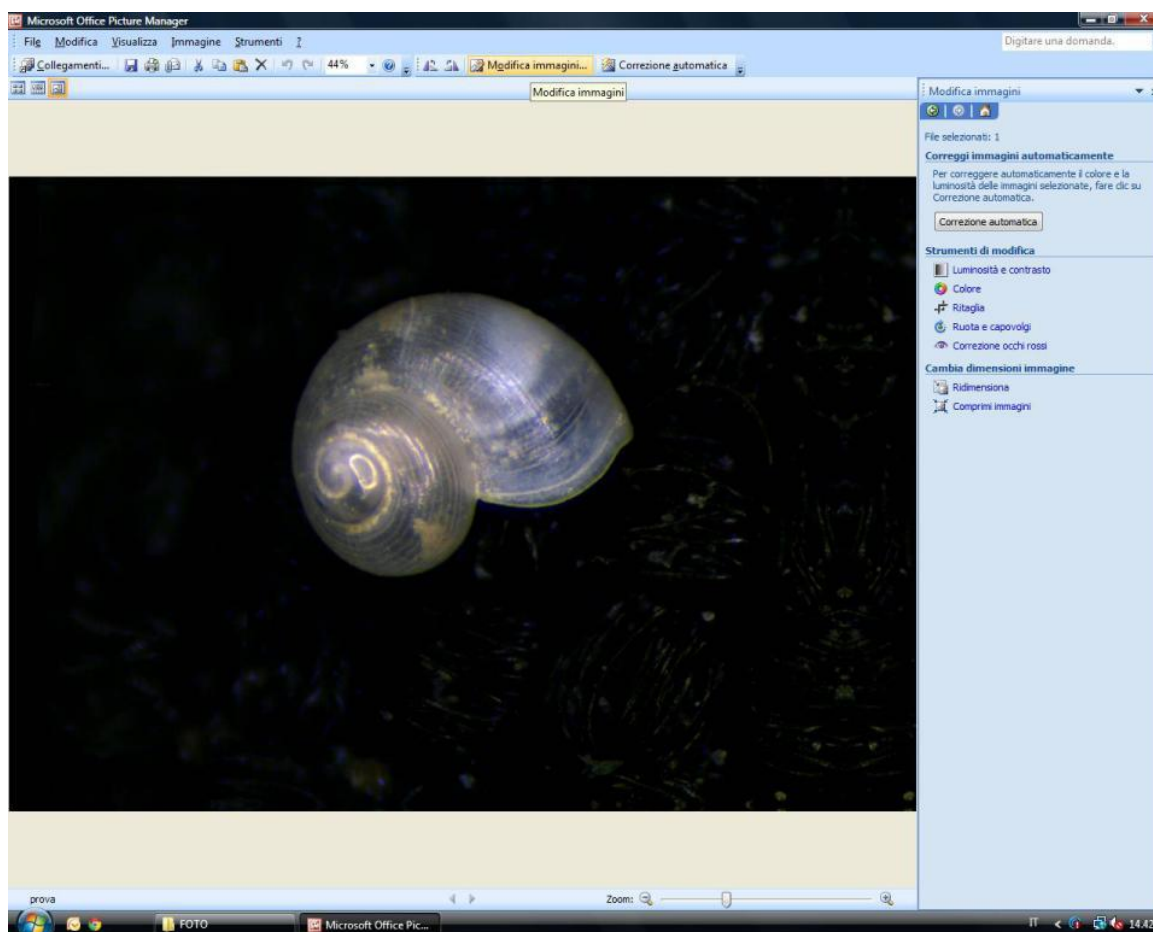 Microsoft Office Picture Manager
File Modifica Visualizza Immagine Strumenti ?
Digitare una domanda.
Collegamenti... 44% Modifica immagini... Correzione automatica
Modifica immagini
Modifica immagini
File selezionati: 1
Correggi immagini automaticamente
Per correggere automaticamente il colore e la
luminosità delle immagini selezionate, fare clic su
Correzione automatica.
Correzione automatica
Strumenti di modifica
Luminosità e contrasto
Colore
Ritaglia
Ruota e capovolgi
Correzione occhi rossi
Cambia dimensioni immagine
Ridimensiona
Comprimi immagini
prova
Zoom:
FOTO
Microsoft Office Pic...
IT
14.42